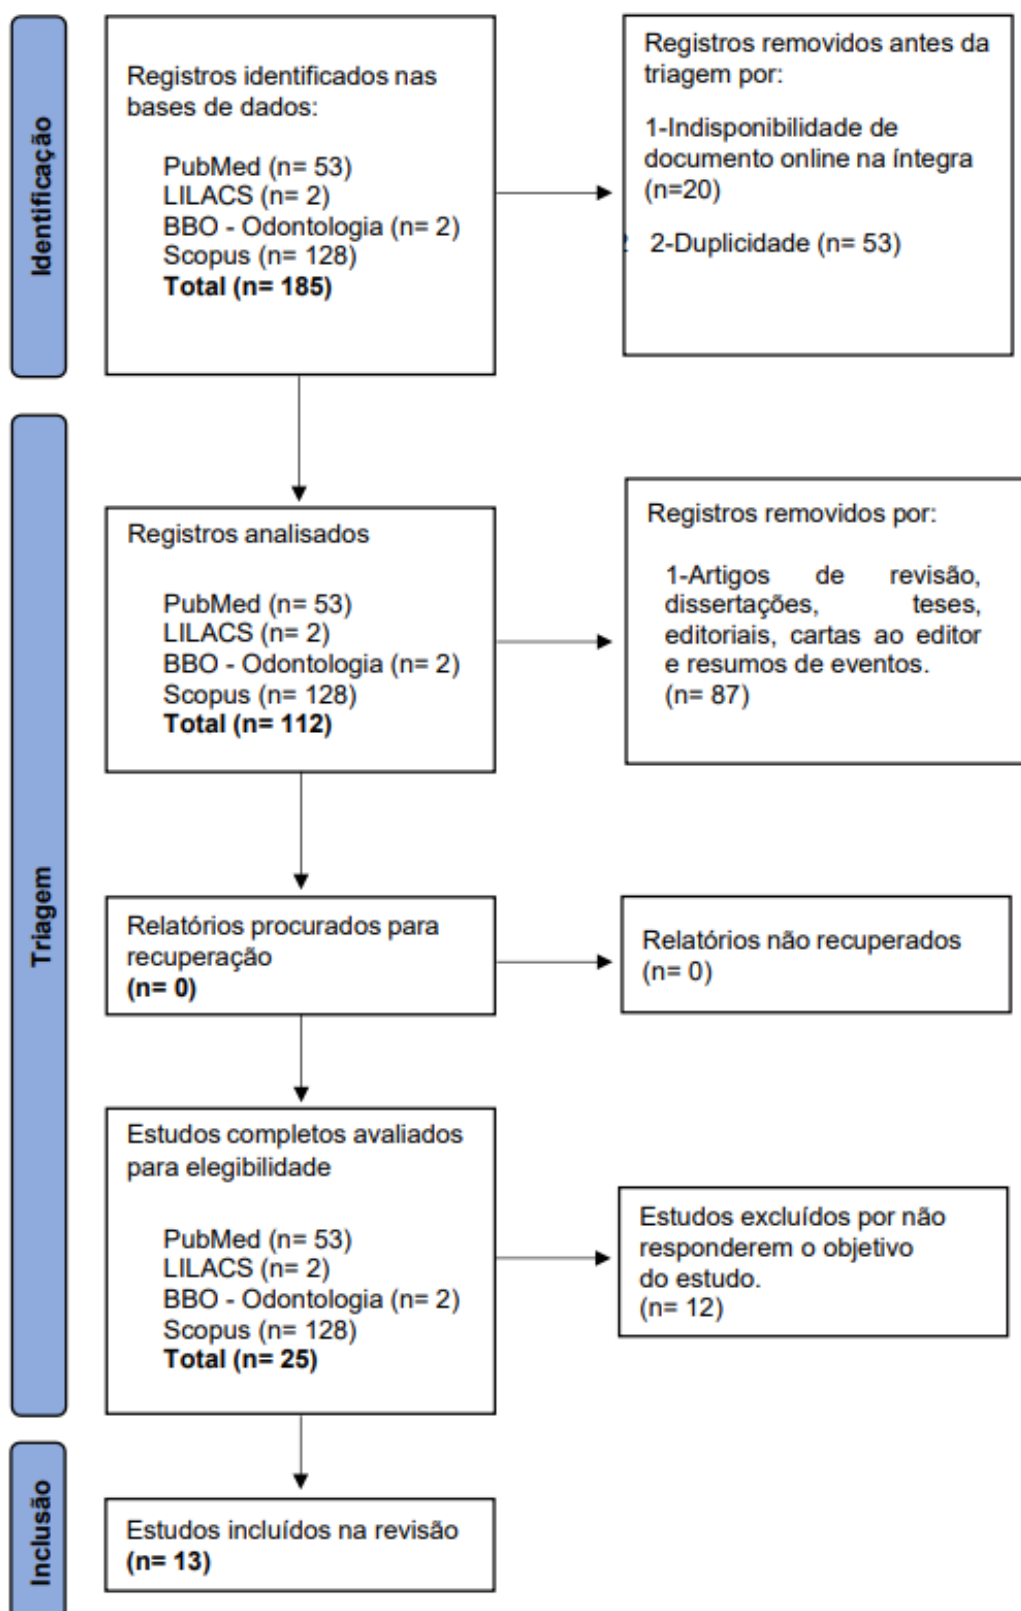 Identificação
Registros identificados nas
bases de dados:
PubMed (n= 53)
LILACS (n= 2)
BBO - Odontologia (n= 2)
Scopus (n= 128)
Total (n= 185)
Registros removidos antes da
triagem por:
1-Indisponibilidade de
documento online na íntegra
(n=20)
2 2-Duplicidade (n= 53)
Triagem
Registros analisados
PubMed (n= 53)
LILACS (n= 2)
BBO - Odontologia (n= 2)
Scopus (n= 128)
Total (n= 112)
Registros removidos por:
1-Artigos de revisão,
dissertações, teses,
editoriais, cartas ao editor
e resumos de eventos.
(n= 87)
Relatórios procurados para
recuperação
(n= 0)
Relatórios não recuperados
(n= 0)
Estudos completos avaliados
para elegibilidade
PubMed (n= 53)
LILACS (n= 2)
BBO - Odontologia (n= 2)
Scopus (n= 128)
Total (n= 25)
Estudos excluídos por não
responderem o objetivo
do estudo.
(n= 12)
Inclusão
Estudos incluídos na revisão
(n= 13)